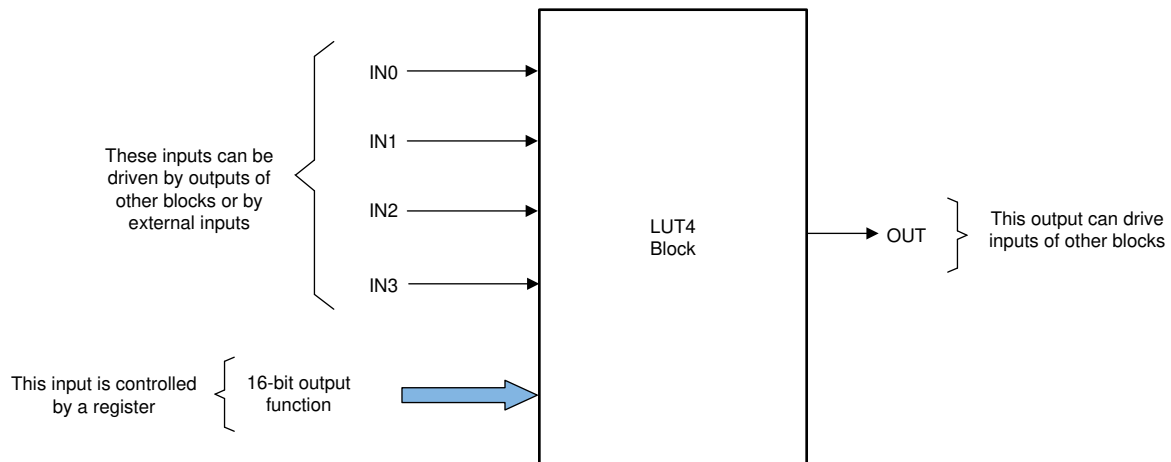 These inputs can be
driven by outputs of
other blocks or by
external inputs
IN0
IN1
IN2
IN3
This input is controlled
by a register
16-bit output
function
LUT4
Block
OUT
This output can drive
inputs of other blocks